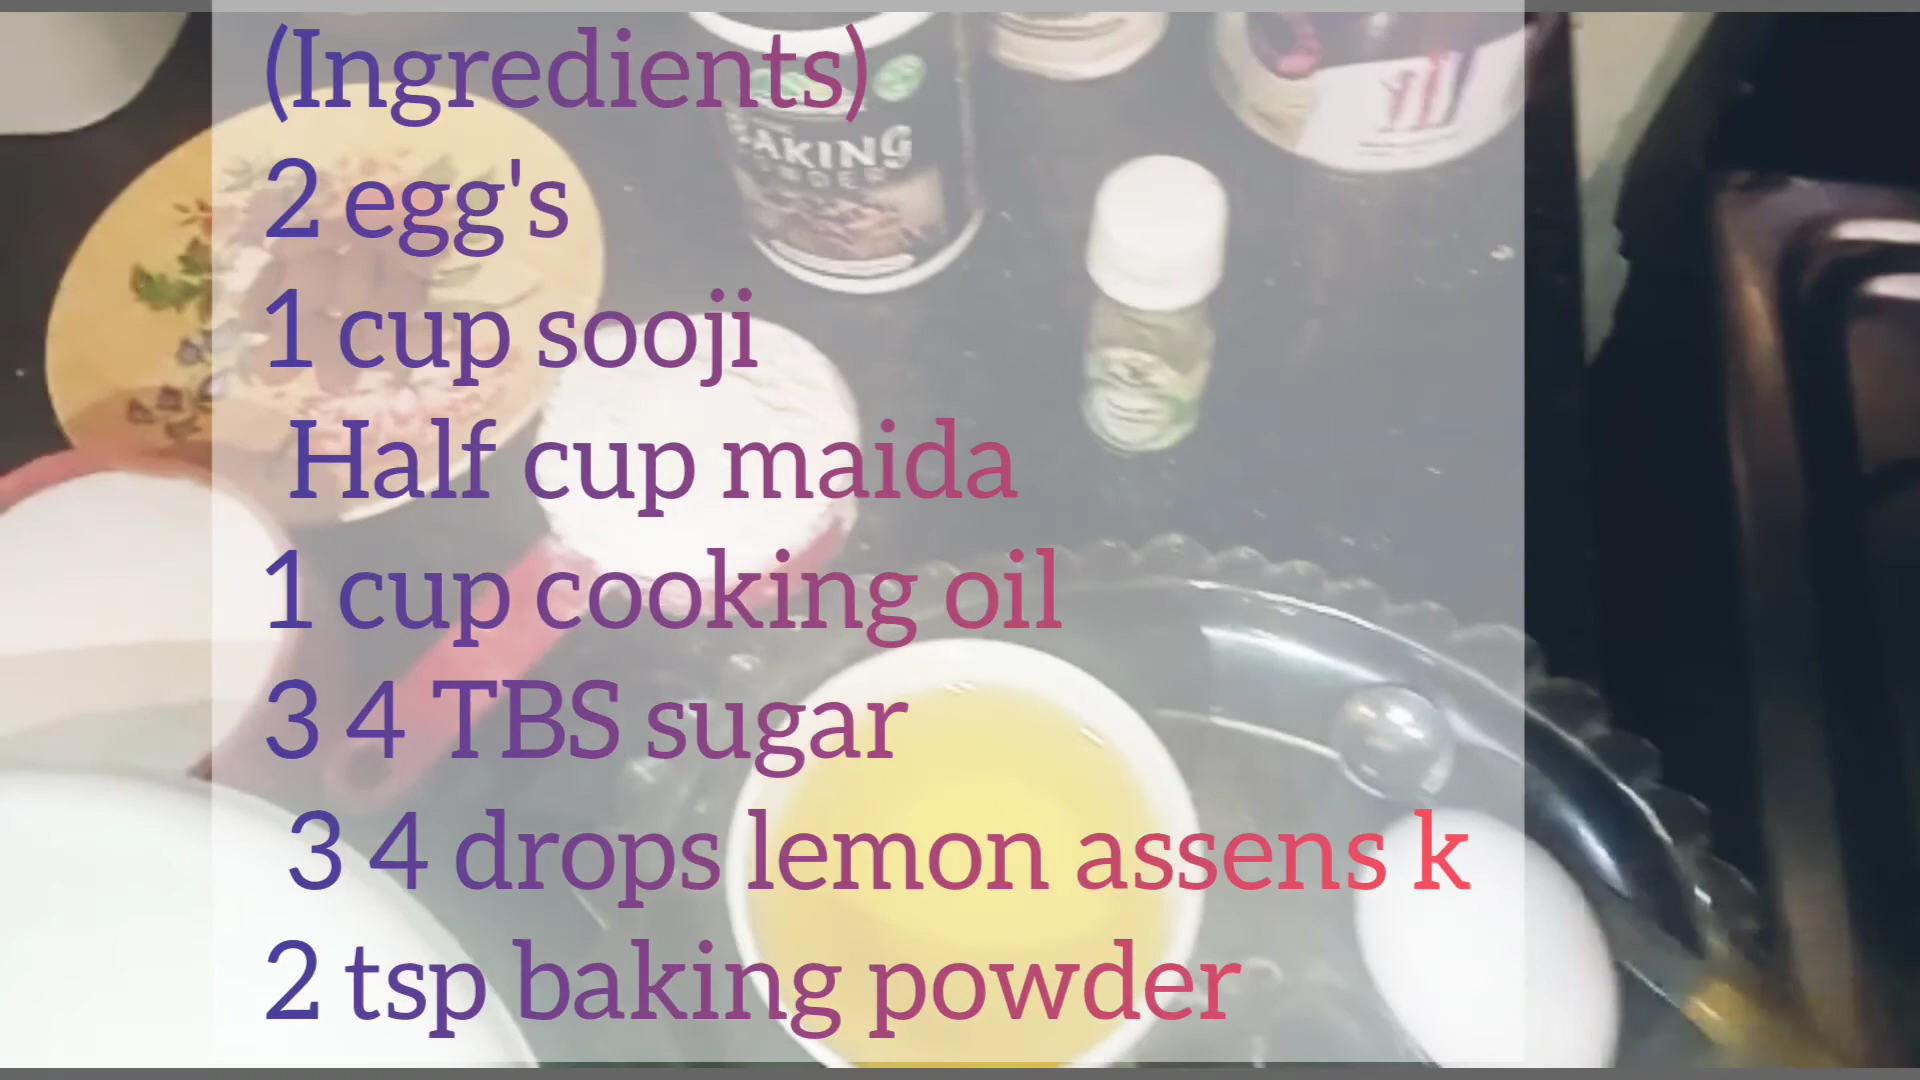 (Ingredients)
2 egg's
1 cup sooji
Half cup maida
1 cup cooking oil
3 4 TBS sugar
3 4 drops lemon assens k
2 tsp baking powder
BAKING